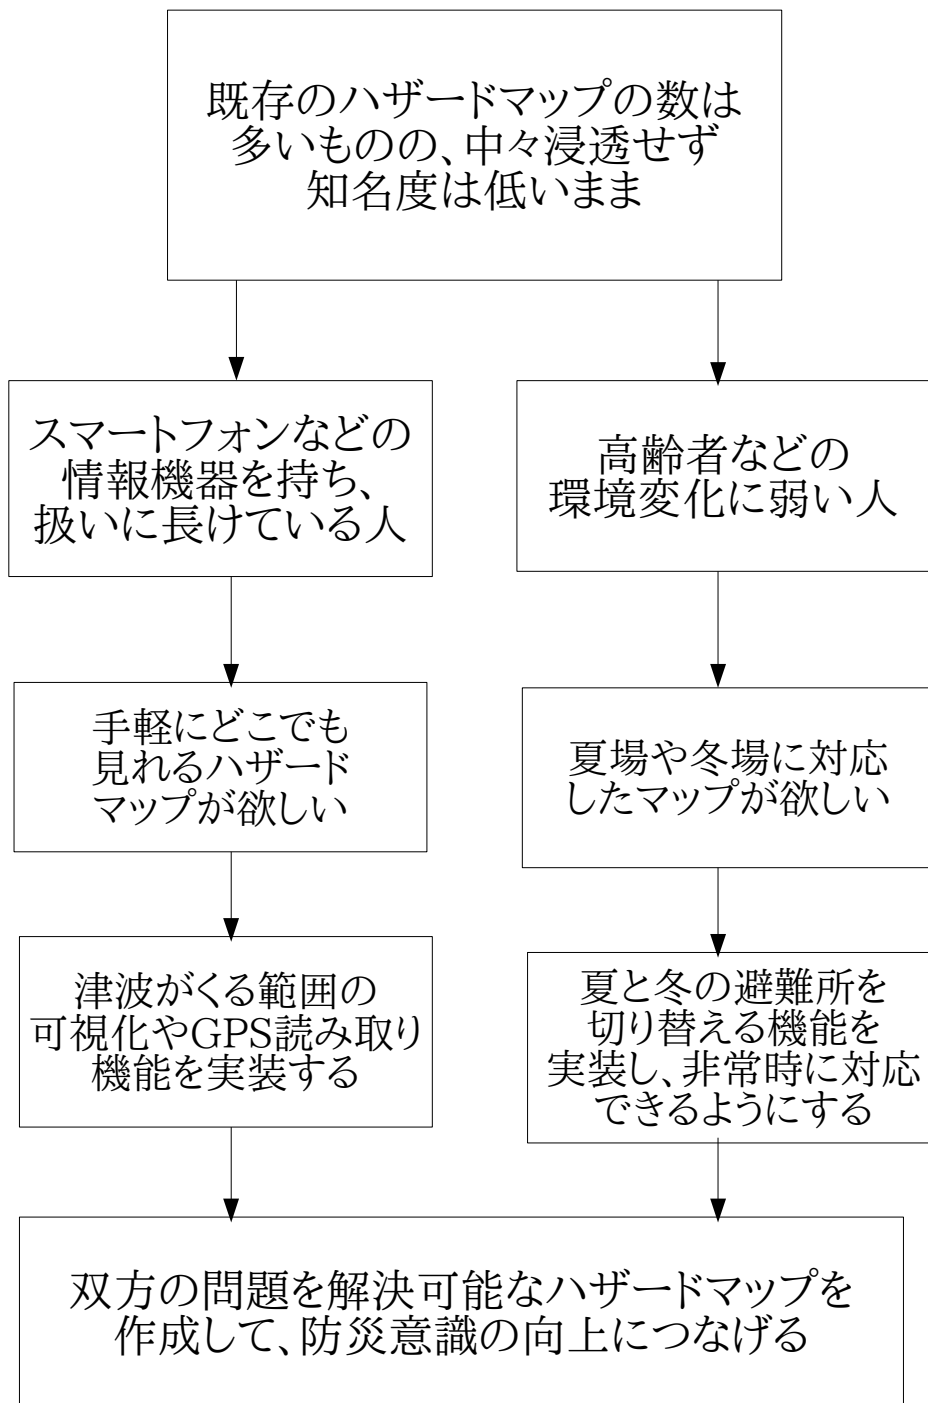 既存のハザードマップの数は
多いものの、中々浸透せず
知名度は低いまま
スマートフォンなどの
情報機器を持ち、
扱いに長けている人
高齢者などの
環境変化に弱い人
手軽にどこでも
見れるハザード
マップが欲しい
夏場や冬場に対応
したマップが欲しい
津波がくる範囲の
可視化やGPS読み取り
機能を実装する
夏と冬の避難所を
切り替える機能を
実装し、非常時に対応
できるようにする
双方の問題を解決可能なハザードマップを
作成して、防災意識の向上につなげる